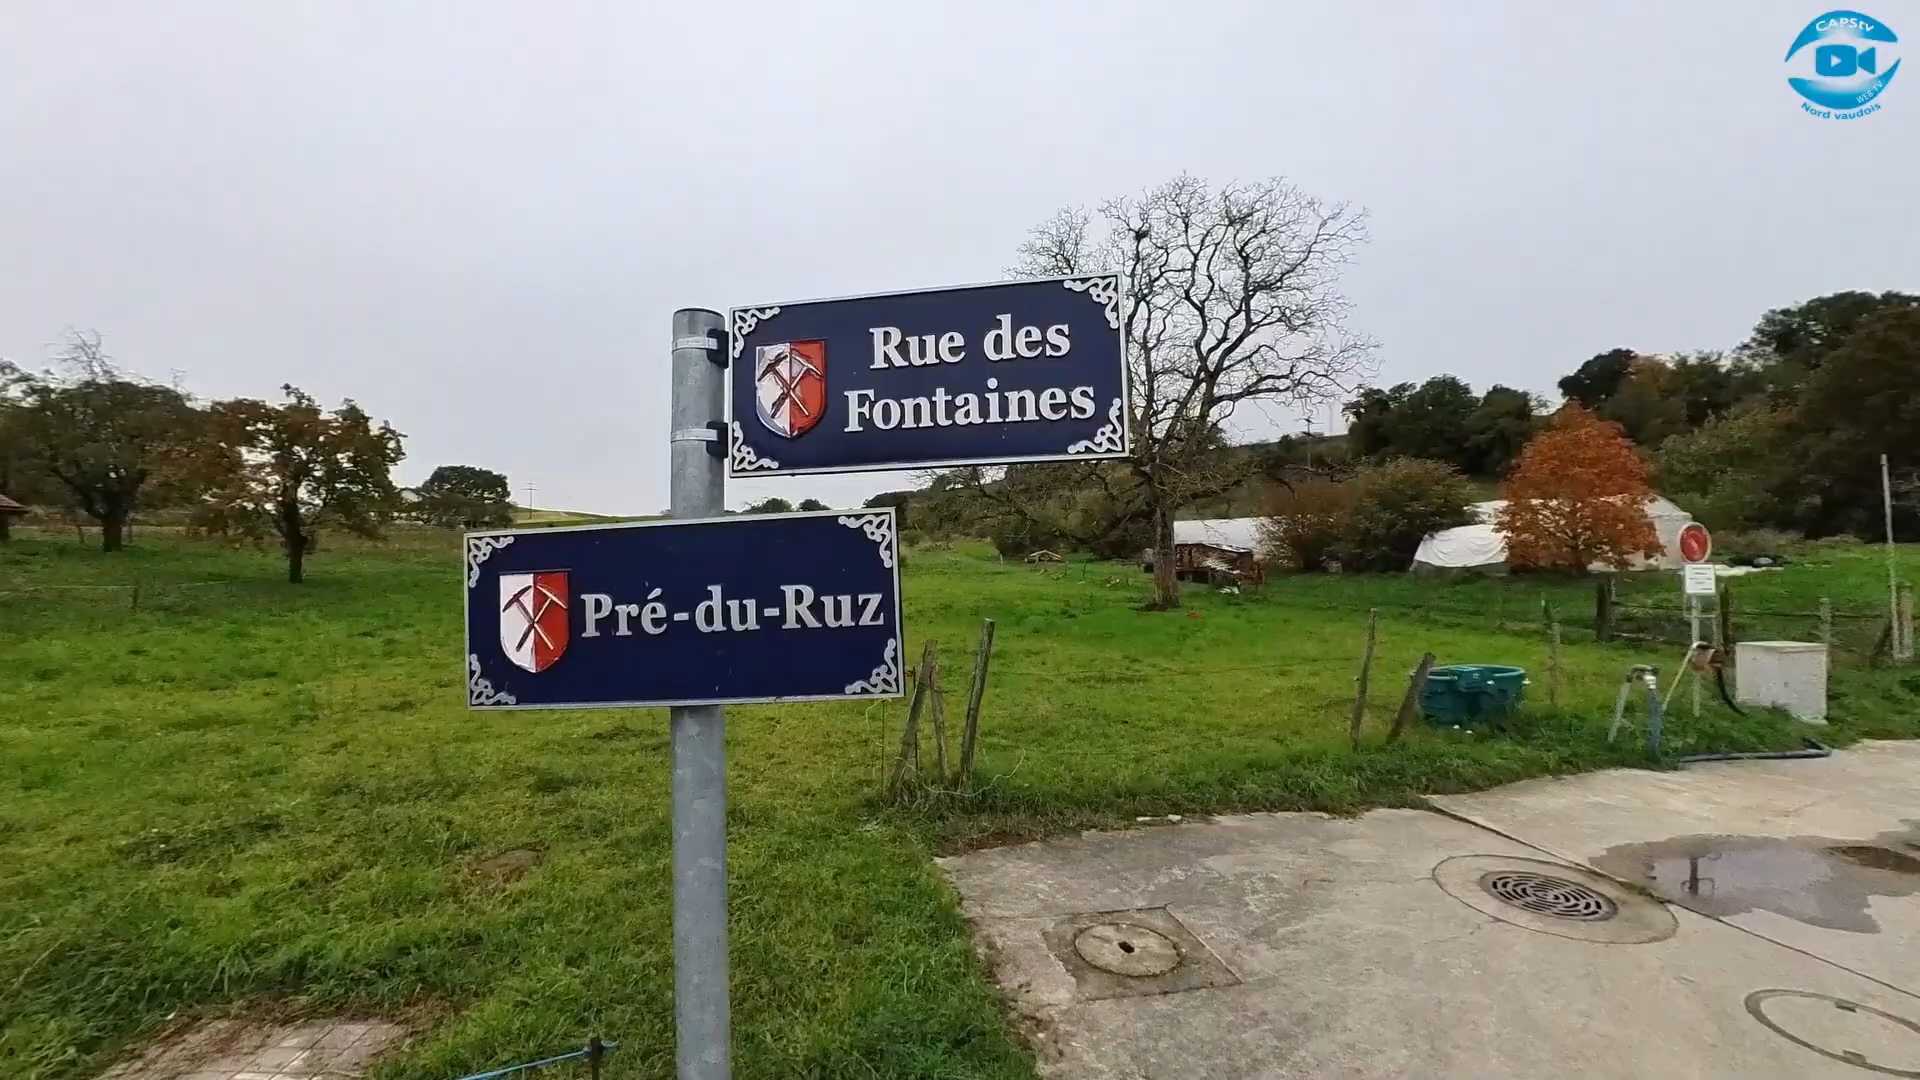 CAPStv
WEB TV
Nord vaudois
Rue des
Fontaines
Pré-du-Ruz